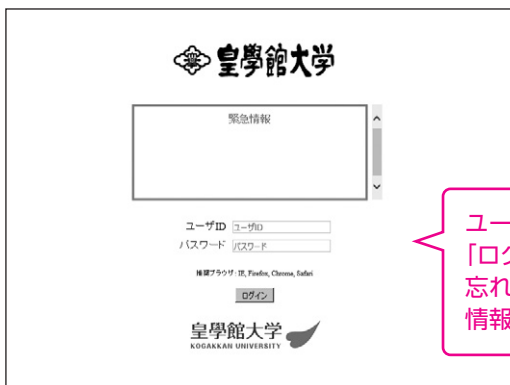 皇學館大学
緊急情報
ユーザID ユーザID
パスワード パスワード
推奨ブラウザ：IE, Firefox, Chrome, Safari
ログイン
皇學館大学
KOGAKKAN UNIVERSITY
ユー
「ログ
忘れ
情報